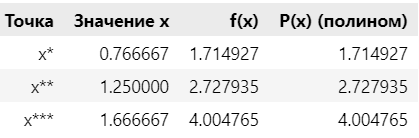 Точка Значение x f(x) P(x) (полином)
x* 0.766667 1.714927 1.714927
x** 1.250000 2.727935 2.727935
x*** 1.666667 4.004765 4.004765